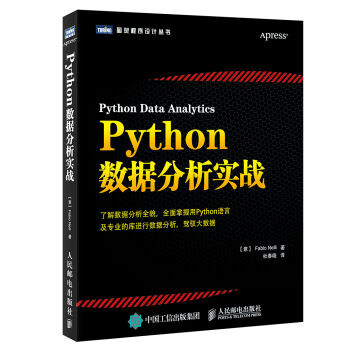 TURING 图灵程序设计丛书
Apress®
Python Data Analytics
Python
数据分析实战
了解数据分析全貌，全面掌握用Python语言
及专业的库进行数据分析，驾驭大数据
[意] Fabio Nelli 著
杜春晓 译
中国工信出版集团
人民邮电出版社
POSTS & TELECOM PRESS
TURING
Python数据分析实战
[意] Fabio Nelli 著
人民邮电出版社